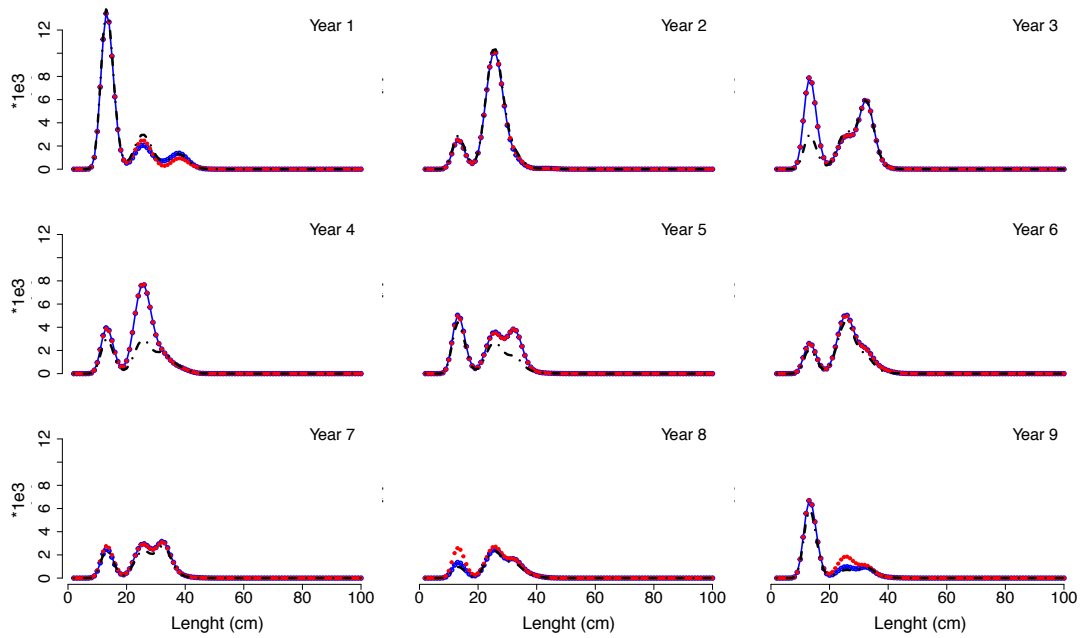 Year 1
Year 2
Year 3
12
8
6
4
2
0
*1e3
Year 4
Year 5
Year 6
12
8
6
4
2
0
*1e3
Year 7
Year 8
Year 9
12
8
6
4
2
0
*1e3
0 20 40 60 80 100
0 20 40 60 80 100
0 20 40 60 80 100
Lenght (cm)
Lenght (cm)
Lenght (cm)